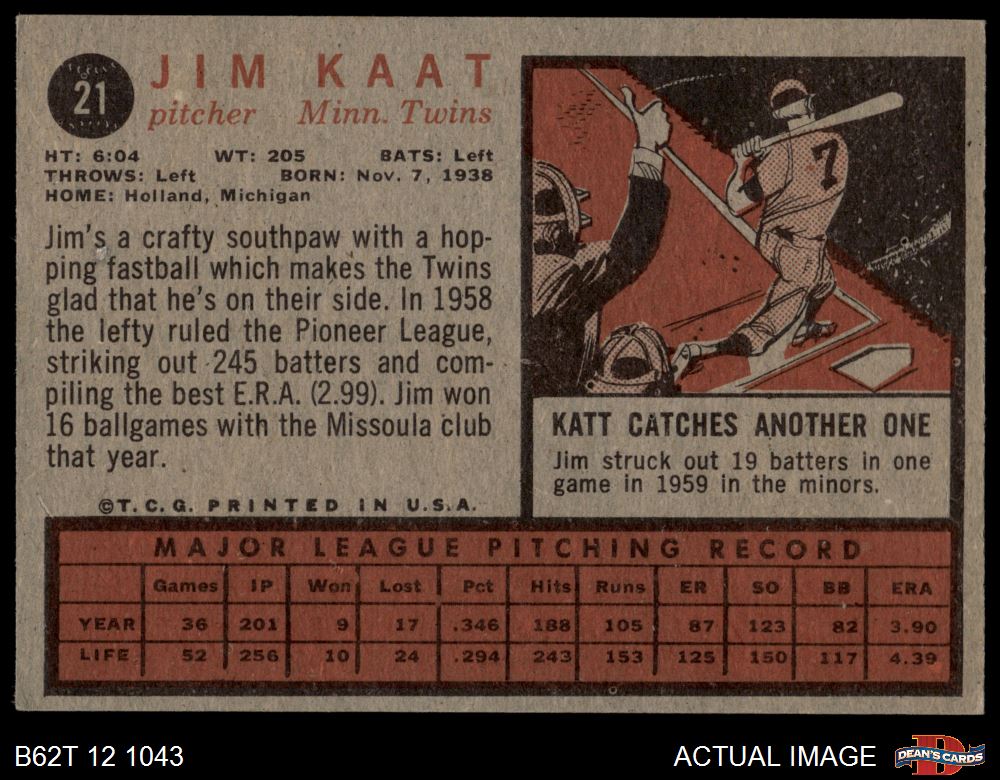 21
JIM KAAT
pitcher Minn. Twins
HT: 6:04 WT: 205 BATS: Left
THROWS: Left BORN: Nov. 7, 1938
HOME: Holland, Michigan
Jim's a crafty southpaw with a hop-
ping fastball which makes the Twins
glad that he's on their side. In 1958
the lefty ruled the Pioneer League,
striking out 245 batters and com-
piling the best E.R.A. (2.99). Jim won
16 ballgames with the Missoula club
that year.
©T.C.G. PRINTED IN U.S.A.
7
KATT CATCHES ANOTHER ONE
Jim struck out 19 batters in one
game in 1959 in the minors.
MAJOR LEAGUE PITCHING RECORD
Games IP Won Lost Pct Hits Runs ER SO BB ERA
YEAR 36 201 9 17 .346 188 105 87 123 82 3.90
LIFE 52 256 10 24 .294 243 153 125 150 117 4.39
B62T 12 1043
ACTUAL IMAGE
D
DEAN'S CARDS